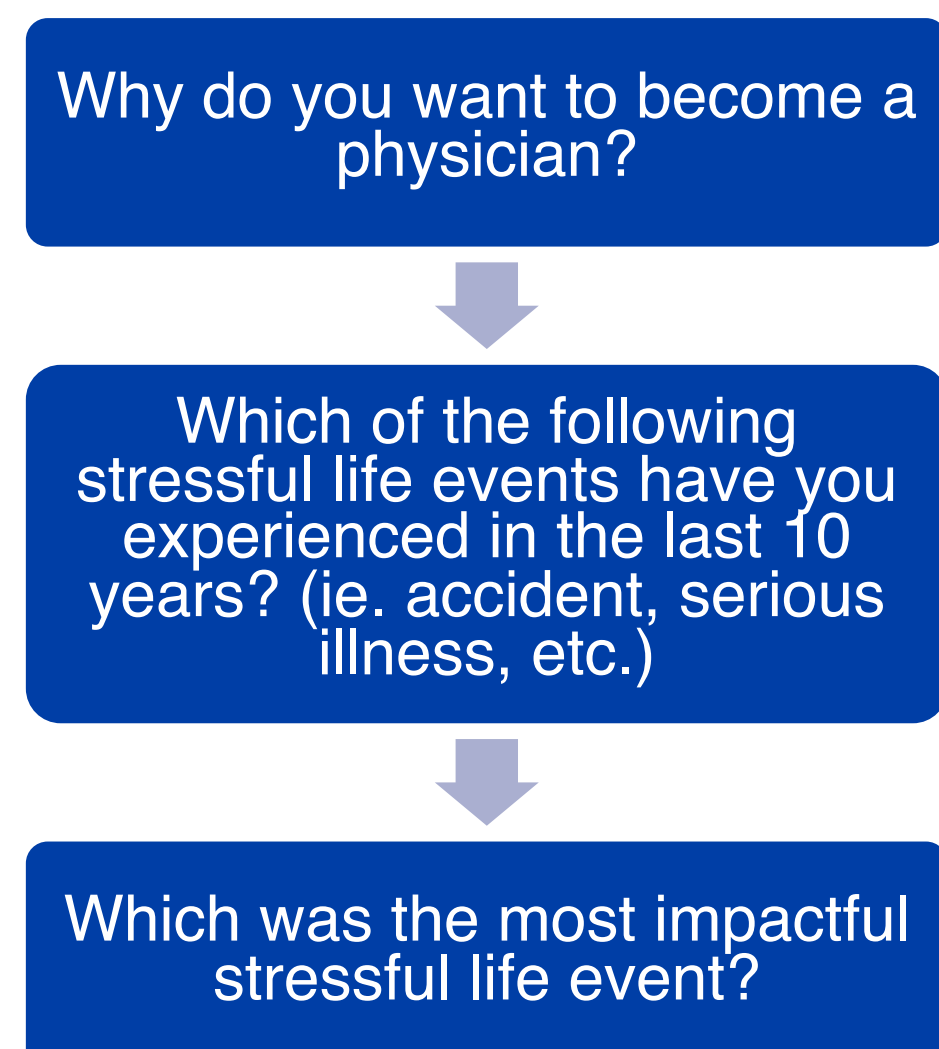 Why do you want to become a
physician?
Which of the following
stressful life events have you
experienced in the last 10
years? (ie. accident, serious
illness, etc.)
Which was the most impactful
stressful life event?